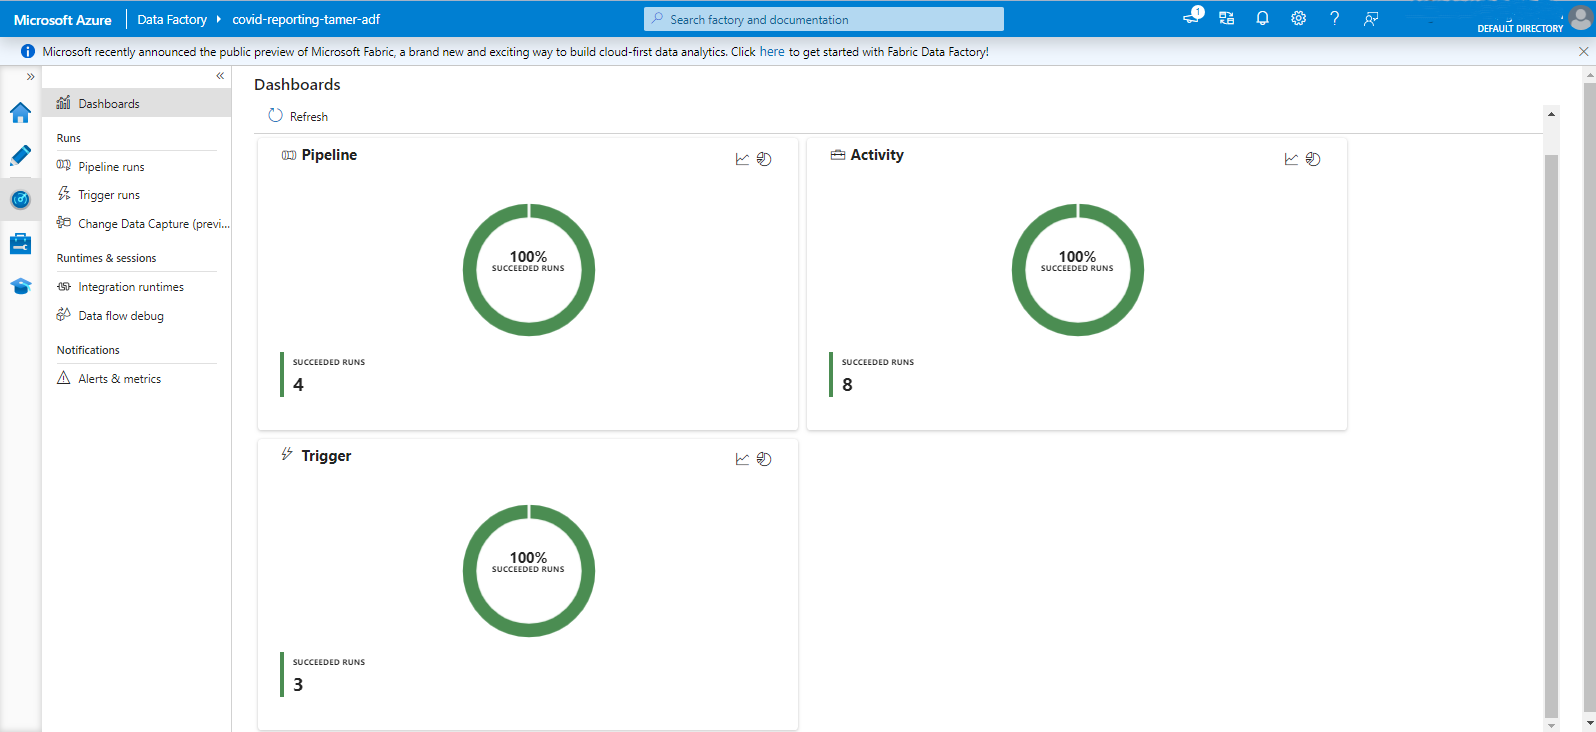 Microsoft Azure Data Factory covid-reporting-tamer-adf Search factory and documentation 1
DEFAULT DIRECTORY
Microsoft recently announced the public preview of Microsoft Fabric, a brand new and exciting way to build cloud-first data analytics. Click here to get started with Fabric Data Factory!
Dashboards
Runs
Pipeline runs
Trigger runs
Change Data Capture (previ...
Runtimes & sessions
Integration runtimes
Data flow debug
Notifications
Alerts & metrics
Dashboards
Refresh
Pipeline
100%
SUCCEEDED RUNS
SUCCEEDED RUNS
4
Activity
100%
SUCCEEDED RUNS
SUCCEEDED RUNS
8
Trigger
100%
SUCCEEDED RUNS
SUCCEEDED RUNS
3